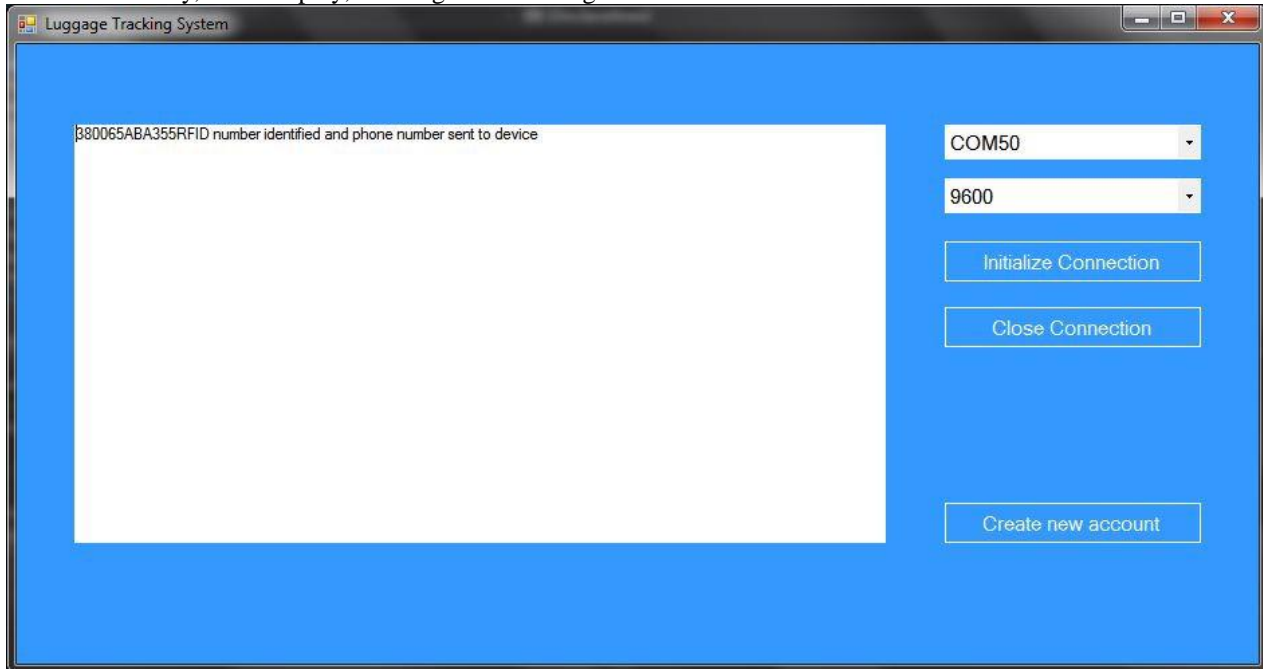 Luggage Tracking System
380065ABA355RFID number identified and phone number sent to device
COM50
9600
Initialize Connection
Close Connection
Create new account